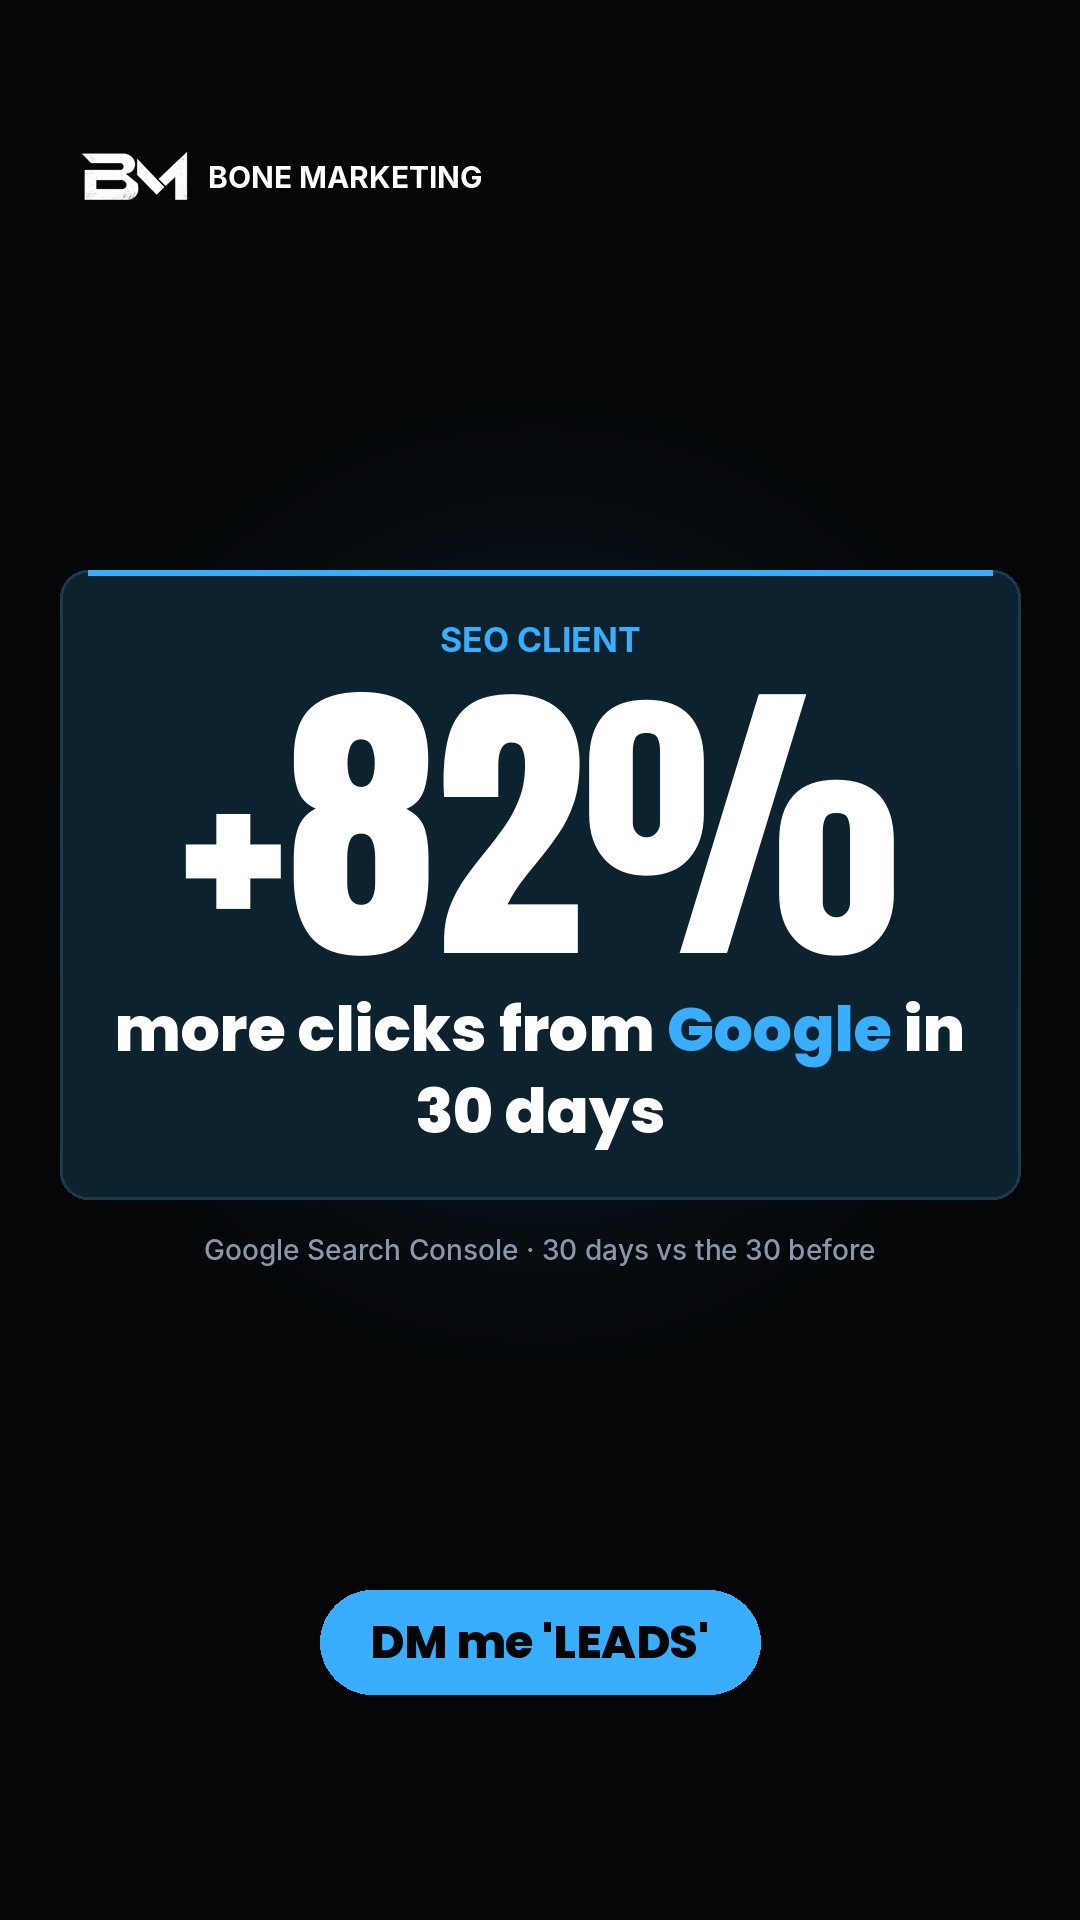 BM BONE MARKETING
SEO CLIENT
+82%
more clicks from Google in
30 days
Google Search Console · 30 days vs the 30 before
DM me 'LEADS'